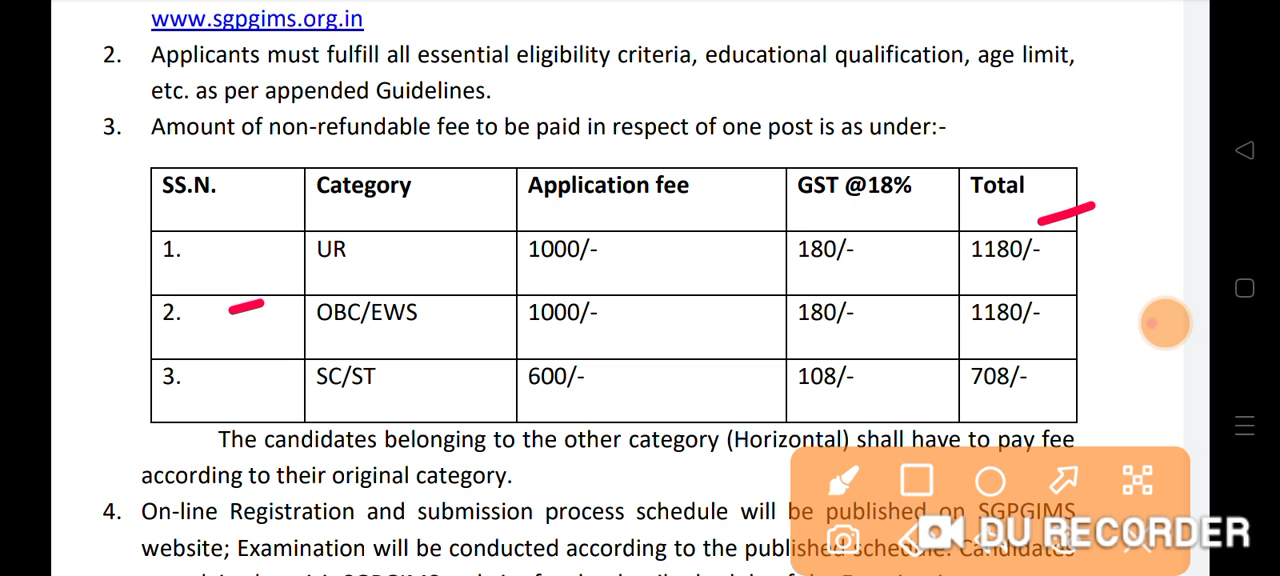 www.sgpgims.org.in
2. Applicants must fulfill all essential eligibility criteria, educational qualification, age limit,
etc. as per appended Guidelines.
3. Amount of non-refundable fee to be paid in respect of one post is as under:-
SS.N. Category Application fee GST @18% Total
1. UR 1000/- 180/- 1180/-
2. OBC/EWS 1000/- 180/- 1180/-
3. SC/ST 600/- 108/- 708/-
The candidates belonging to the other category (Horizontal) shall have to pay fee
according to their original category.
4. On-line Registration and submission process schedule will be published on SGPGIMS
website; Examination will be conducted according to the published schedule. Candidates
DU RECORDER